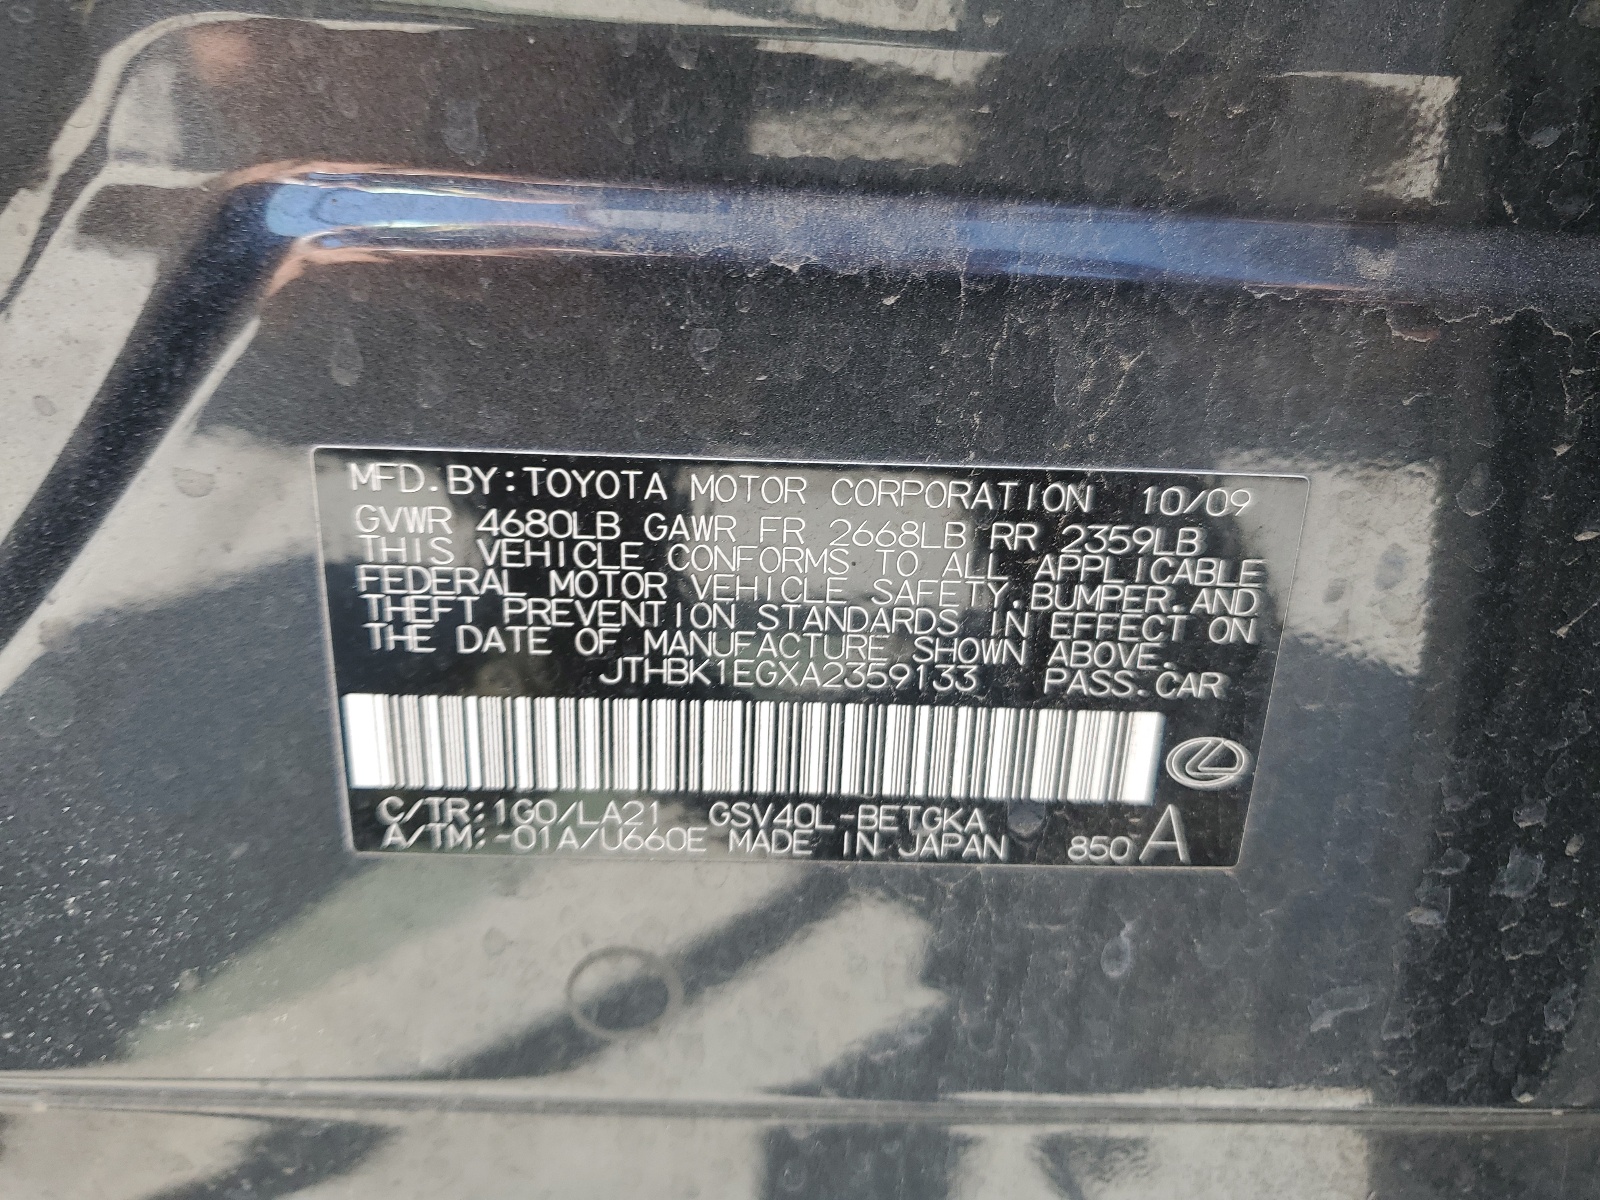 MFD. BY: TOYOTA MOTOR CORPORATION 10/09
GVWR 4680LB GAWR FR 2668LB RR 2359LB
THIS VEHICLE CONFORMS TO ALL APPLICABLE
FEDERAL MOTOR VEHICLE SAFETY, BUMPER, AND
THEFT PREVENTION STANDARDS IN EFFECT ON
THE DATE OF MANUFACTURE SHOWN ABOVE.
JTHBK1EGXA2359133 PASS. CAR
C/TR: 1G0/LA21 GSV40L-BETGKA
A/TM: -01A/U660E MADE IN JAPAN 850 A